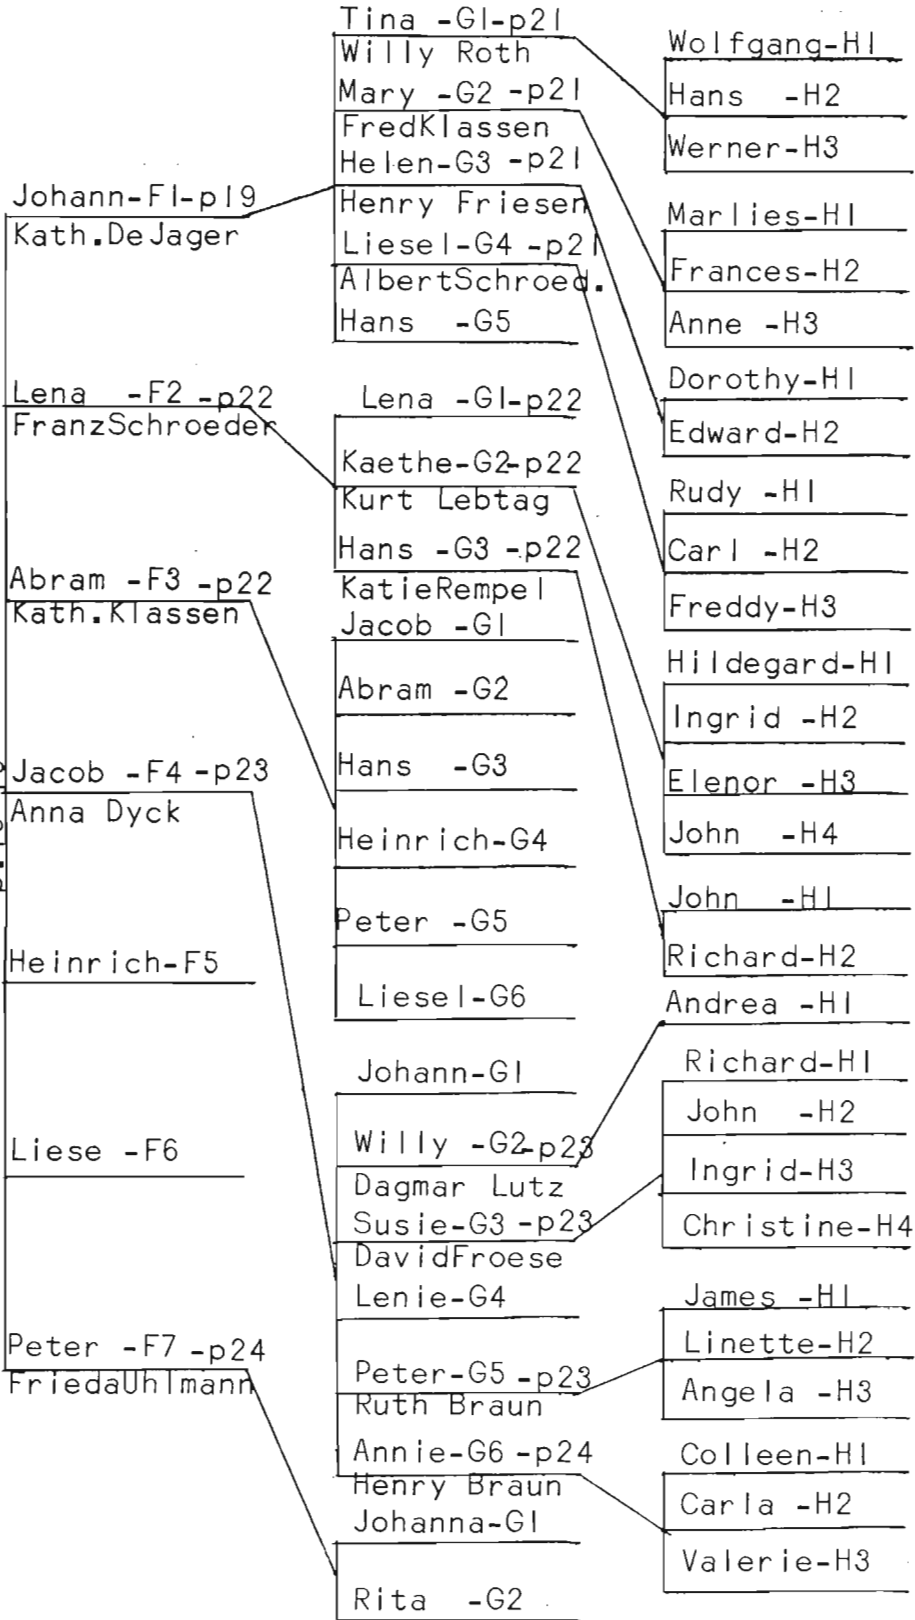 Johann-F1-p19
Kath.DeJager
Lena -F2 -p22
FranzSchroeder
Abram -F3 -p22
Kath.Klassen
Jacob -F4 -p23
Anna Dyck
Heinrich-F5
Liese -F6
Peter -F7 -p24
FriedaUhlmann
Tina -G1-p21
Willy Roth
Mary -G2 -p21
FredKlassen
Helen-G3 -p21
Henry Friesen
Liesel-G4 -p21
AlbertSchroed.
Hans -G5
Lena -G1-p22
Kaethe-G2-p22
Kurt Lebtag
Hans -G3 -p22
KatieRempel
Jacob -G1
Abram -G2
Hans -G3
Heinrich-G4
Peter -G5
Liesel-G6
Johann-G1
Willy -G2-p23
Dagmar Lutz
Susie-G3 -p23
DavidFroese
Lenie-G4
Peter-G5 -p23
Ruth Braun
Annie-G6 -p24
Henry Braun
Johanna-G1
Rita -G2
Wolfgang-H1
Hans -H2
Werner-H3
Marlies-H1
Frances-H2
Anne -H3
Dorothy-H1
Edward-H2
Rudy -H1
Carl -H2
Freddy-H3
Hildegard-H1
Ingrid -H2
Elenor -H3
John -H4
John -H1
Richard-H2
Andrea -H1
Richard-H1
John -H2
Ingrid-H3
Christine-H4
James -H1
Linette-H2
Angela -H3
Colleen-H1
Carla -H2
Valerie-H3